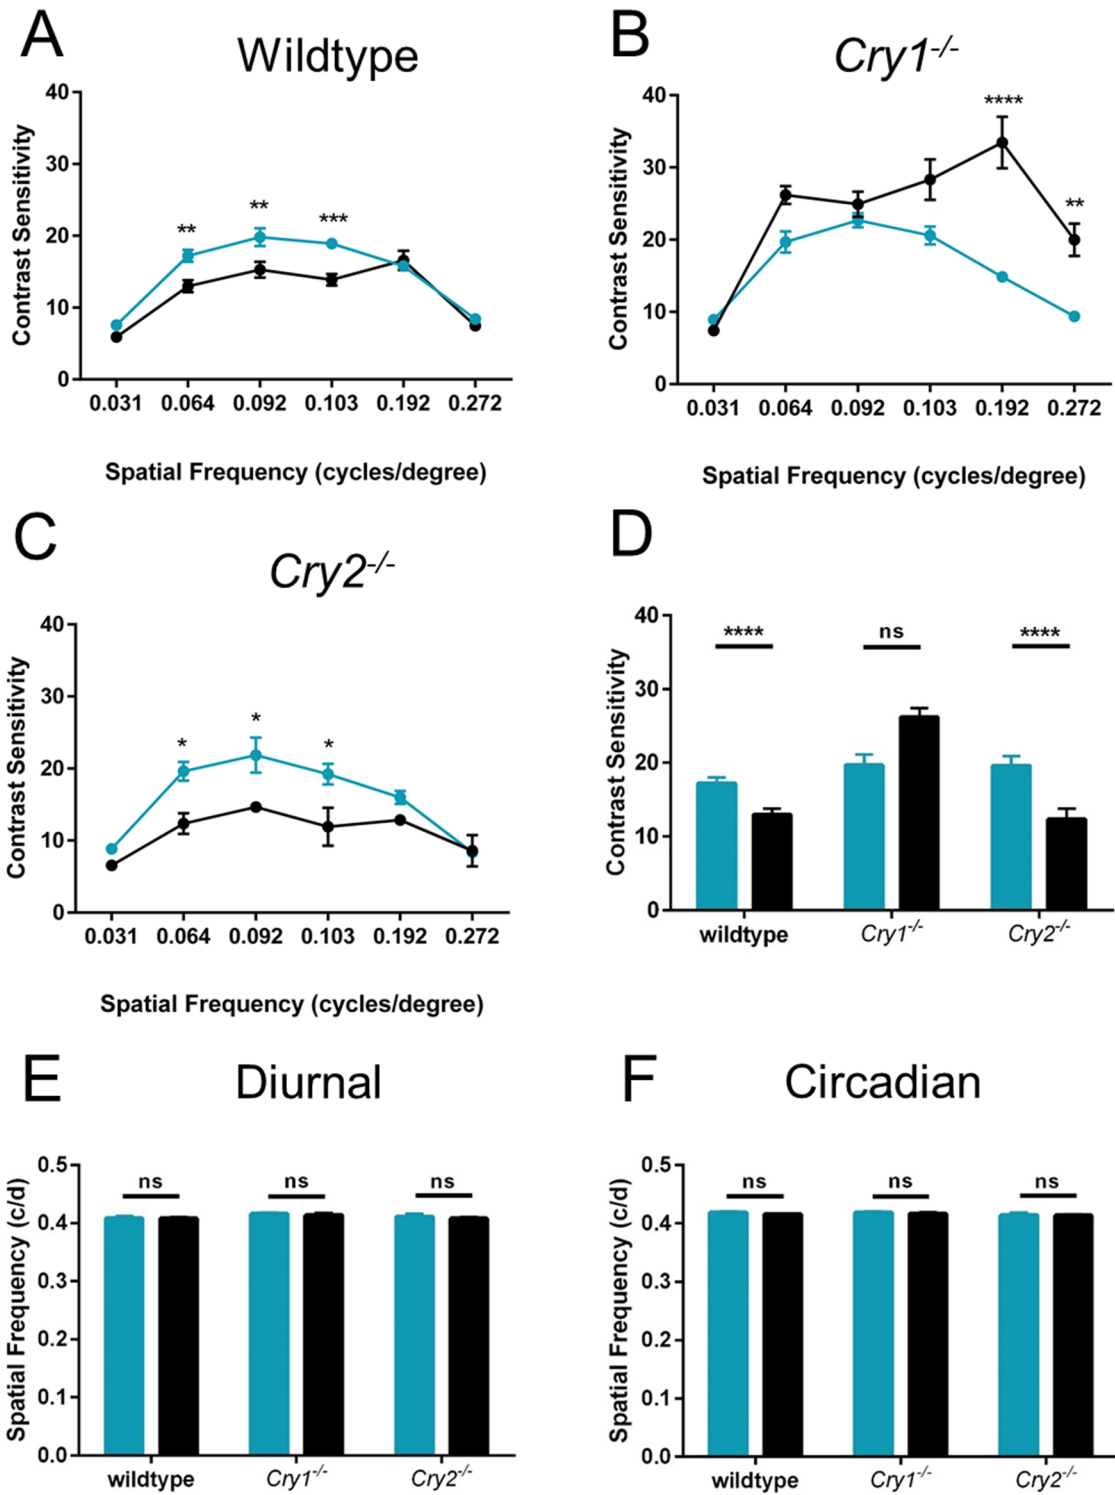 A
Wildtype
40
30
20
10
0
Contrast Sensitivity
**
**
***
0.031 0.064 0.092 0.103 0.192 0.272
Spatial Frequency (cycles/degree)
B
Cry1-/-
40
30
20
10
0
Contrast Sensitivity
****
**
0.031 0.064 0.092 0.103 0.192 0.272
Spatial Frequency (cycles/degree)
C
Cry2-/-
40
30
20
10
0
Contrast Sensitivity
*
*
*
0.031 0.064 0.092 0.103 0.192 0.272
Spatial Frequency (cycles/degree)
D
40
30
20
10
0
Contrast Sensitivity
**** ns ****
wildtype Cry1-/- Cry2-/-
E
Diurnal
0.5
0.4
0.3
0.2
0.1
0.0
Spatial Frequency (c/d)
ns ns ns
wildtype Cry1-/- Cry2-/-
F
Circadian
0.5
0.4
0.3
0.2
0.1
0.0
Spatial Frequency (c/d)
ns ns ns
wildtype Cry1-/- Cry2-/-